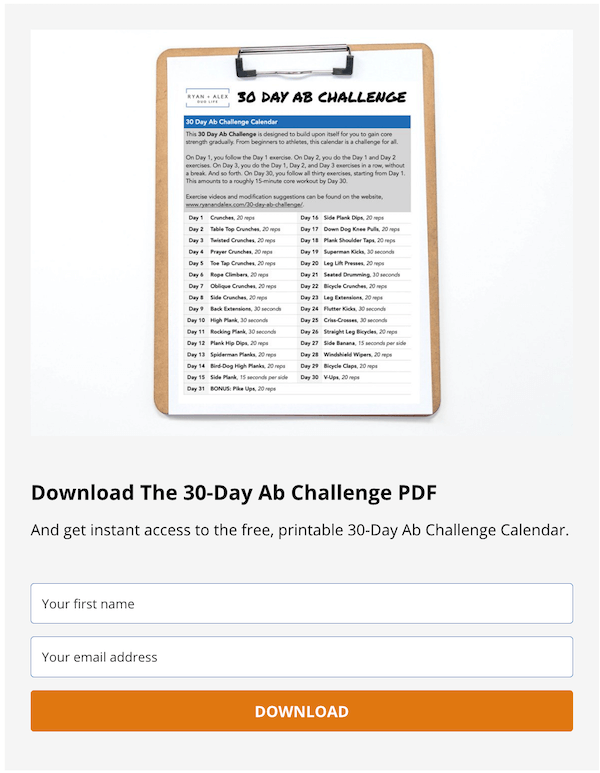 RYAN + ALEX
OUR LIFE
30 DAY AB CHALLENGE
30 Day Ab Challenge Calendar
This 30 Day Ab Challenge is designed to build upon itself for you to gain core
strength gradually. From beginners to athletes, this calendar is a challenge for all.
On Day 1, you follow the Day 1 exercise. On Day 2, you do the Day 1 and Day 2
exercises. On Day 3, you do the Day 1, Day 2, and Day 3 exercises in a row, without
a break. And so forth. On Day 30, you follow all thirty exercises, starting from Day 1.
This amounts to a roughly 15-minute core workout by Day 30.
Exercise videos and modification suggestions can be found on the website,
www.ryanandalex.com/30-day-ab-challenge/.
Day 1 Crunches, 20 reps
Day 2 Table Top Crunches, 20 reps
Day 3 Twisted Crunches, 20 reps
Day 4 Prayer Crunches, 20 reps
Day 5 Toe Tap Crunches, 20 reps
Day 6 Rope Climbers, 20 reps
Day 7 Oblique Crunches, 20 reps
Day 8 Side Crunches, 20 reps
Day 9 Back Extensions, 30 seconds
Day 10 High Plank, 30 seconds
Day 11 Rocking Plank, 30 seconds
Day 12 Plank Hip Dips, 20 reps
Day 13 Spiderman Planks, 20 reps
Day 14 Bird-Dog High Planks, 20 reps
Day 15 Side Plank, 15 seconds per side
Day 31 BONUS: Pike Ups, 20 reps
Day 16 Side Plank Dips, 20 reps
Day 17 Down Dog Knee Pulls, 20 reps
Day 18 Plank Shoulder Taps, 20 reps
Day 19 Superman Kicks, 30 seconds
Day 20 Leg Lift Presses, 20 reps
Day 21 Seated Drumming, 30 seconds
Day 22 Bicycle Crunches, 20 reps
Day 23 Leg Extensions, 20 reps
Day 24 Flutter Kicks, 30 seconds
Day 25 Criss-Crosses, 30 seconds
Day 26 Straight Leg Bicycles, 20 reps
Day 27 Side Banana, 15 seconds per side
Day 28 Windshield Wipers, 20 reps
Day 29 Bicycle Claps, 20 reps
Day 30 V-Ups, 20 reps
Download The 30-Day Ab Challenge PDF
And get instant access to the free, printable 30-Day Ab Challenge Calendar.
Your first name
Your email address
DOWNLOAD